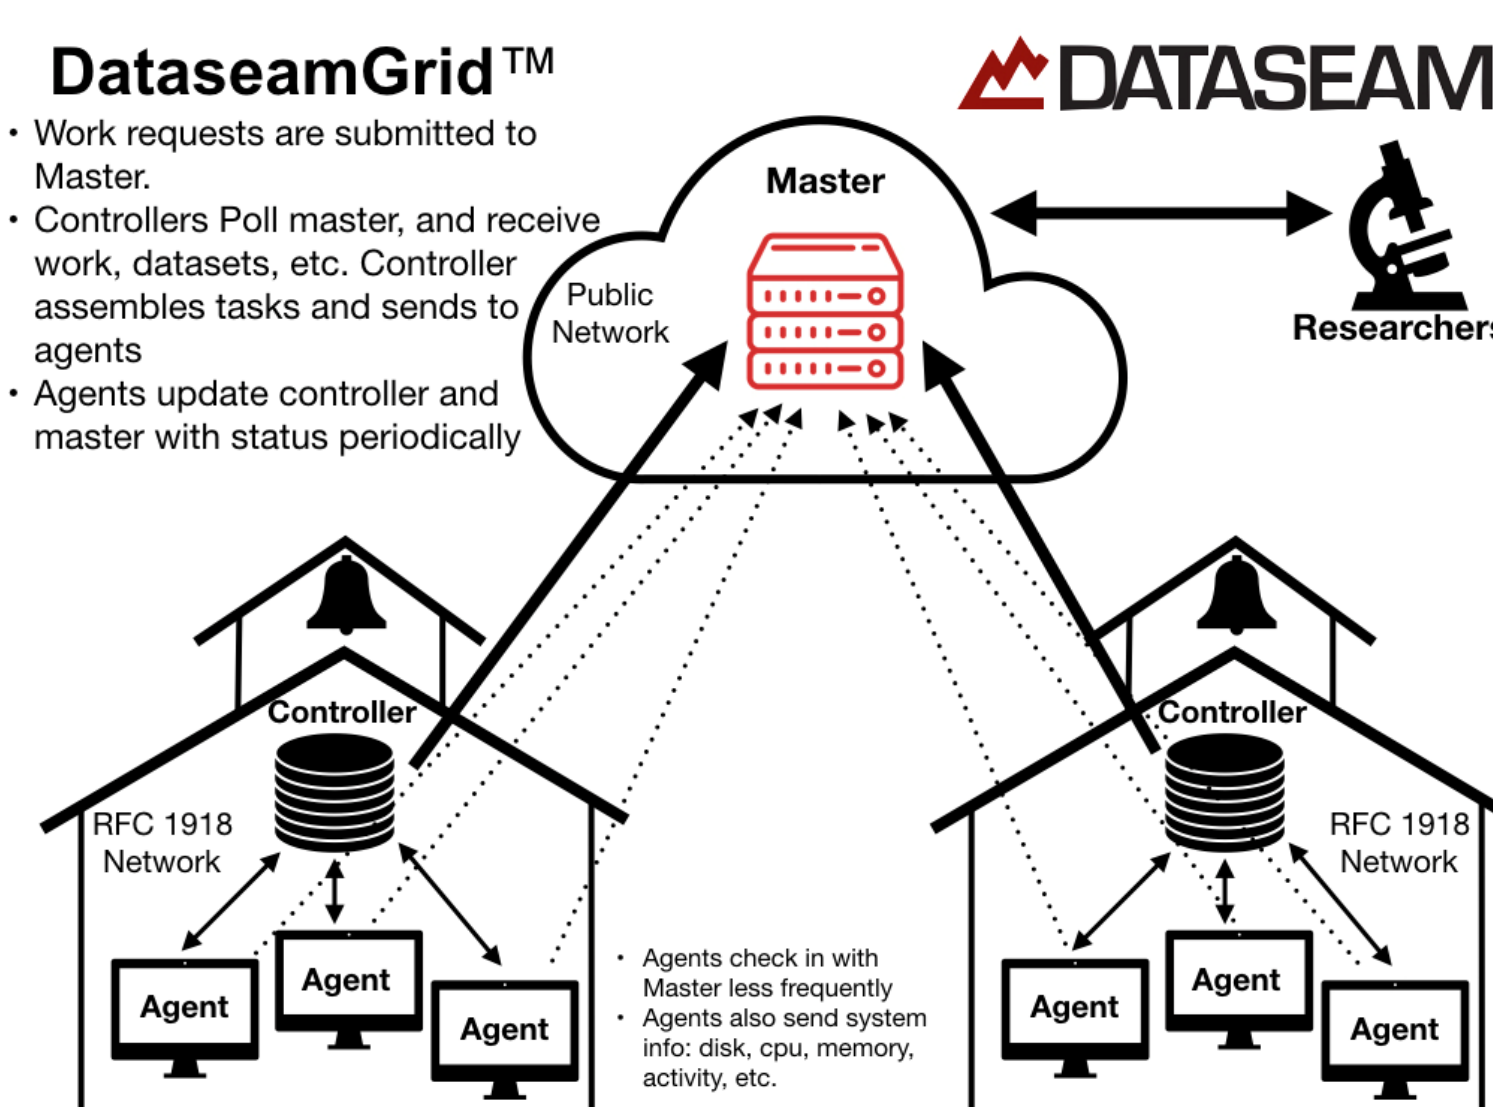 DataseamGrid™
DATASEAM
• Work requests are submitted to
Master.
• Controllers Poll master, and receive
work, datasets, etc. Controller
assembles tasks and sends to
agents
• Agents update controller and
master with status periodically
Master
Public
Network
Researchers
Controller
RFC 1918
Network
Agent
Agent
Agent
• Agents check in with
Master less frequently
• Agents also send system
info: disk, cpu, memory,
activity, etc.
Controller
RFC 1918
Network
Agent
Agent
Agent